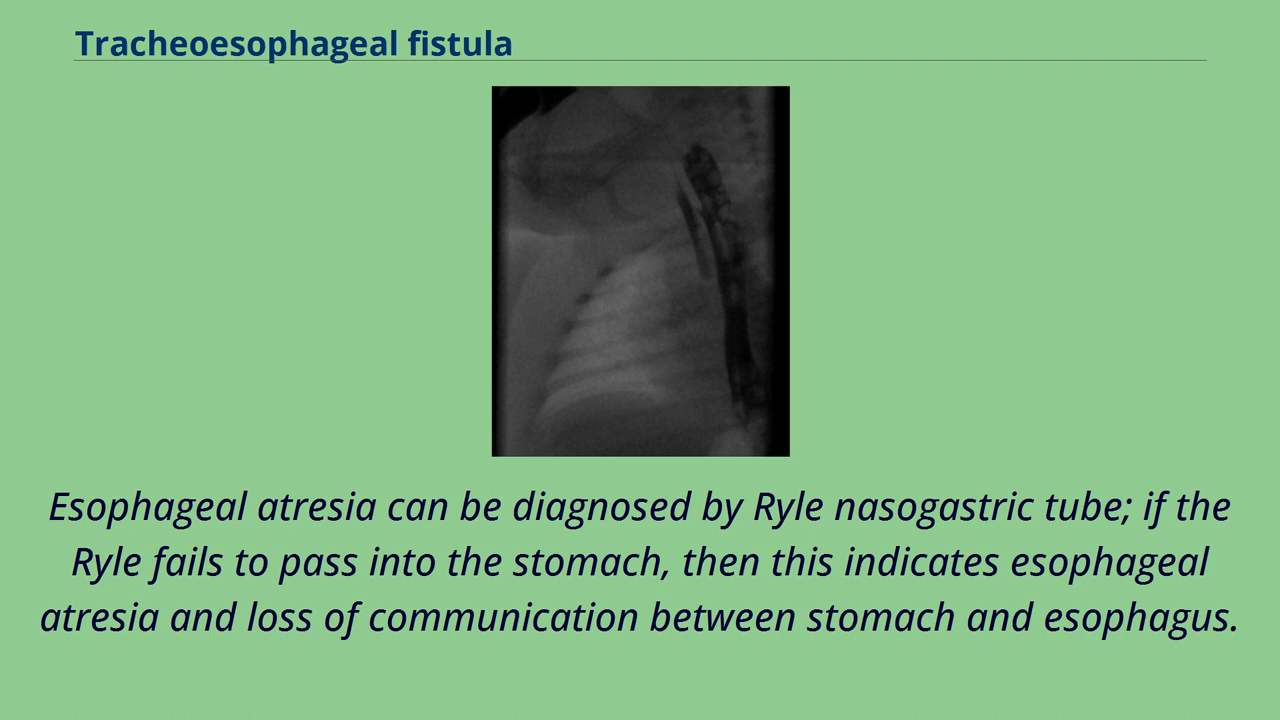 Tracheoesophageal fistula
Esophageal atresia can be diagnosed by Ryle nasogastric tube; if the
Ryle fails to pass into the stomach, then this indicates esophageal
atresia and loss of communication between stomach and esophagus.